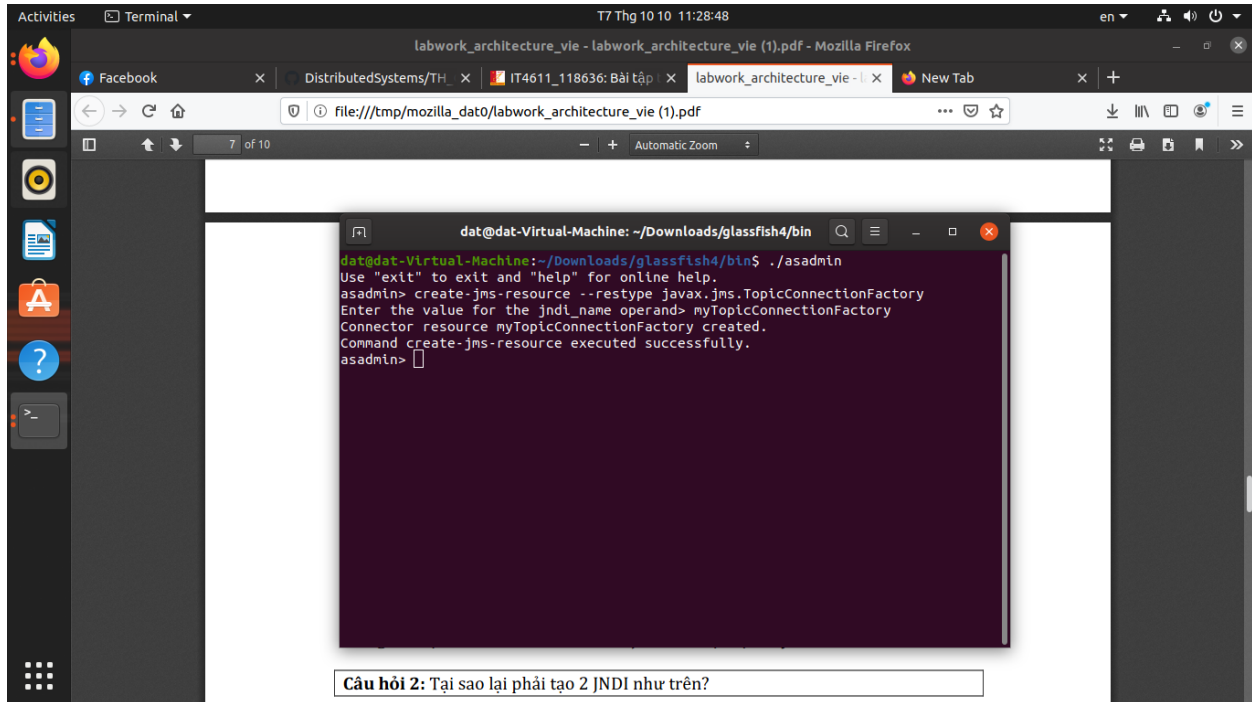 Activities Terminal T7 Thg 10 10 11:28:48 en
labwork_architecture_vie - labwork_architecture_vie (1).pdf - Mozilla Firefox
Facebook DistributedSystems/TH_ IT4611_118636: Bài tập labwork_architecture_vie - New Tab
file:///tmp/mozilla_dat0/labwork_architecture_vie (1).pdf
7 of 10 Automatic Zoom
dat@dat-Virtual-Machine: ~/Downloads/glassfish4/bin
dat@dat-Virtual-Machine:~/Downloads/glassfish4/bin$ ./asadmin
Use "exit" to exit and "help" for online help.
asadmin> create-jms-resource --restype javax.jms.TopicConnectionFactory
Enter the value for the jndi_name operand> myTopicConnectionFactory
Connector resource myTopicConnectionFactory created.
Command create-jms-resource executed successfully.
asadmin>
Câu hỏi 2: Tại sao lại phải tạo 2 JNDI như trên?